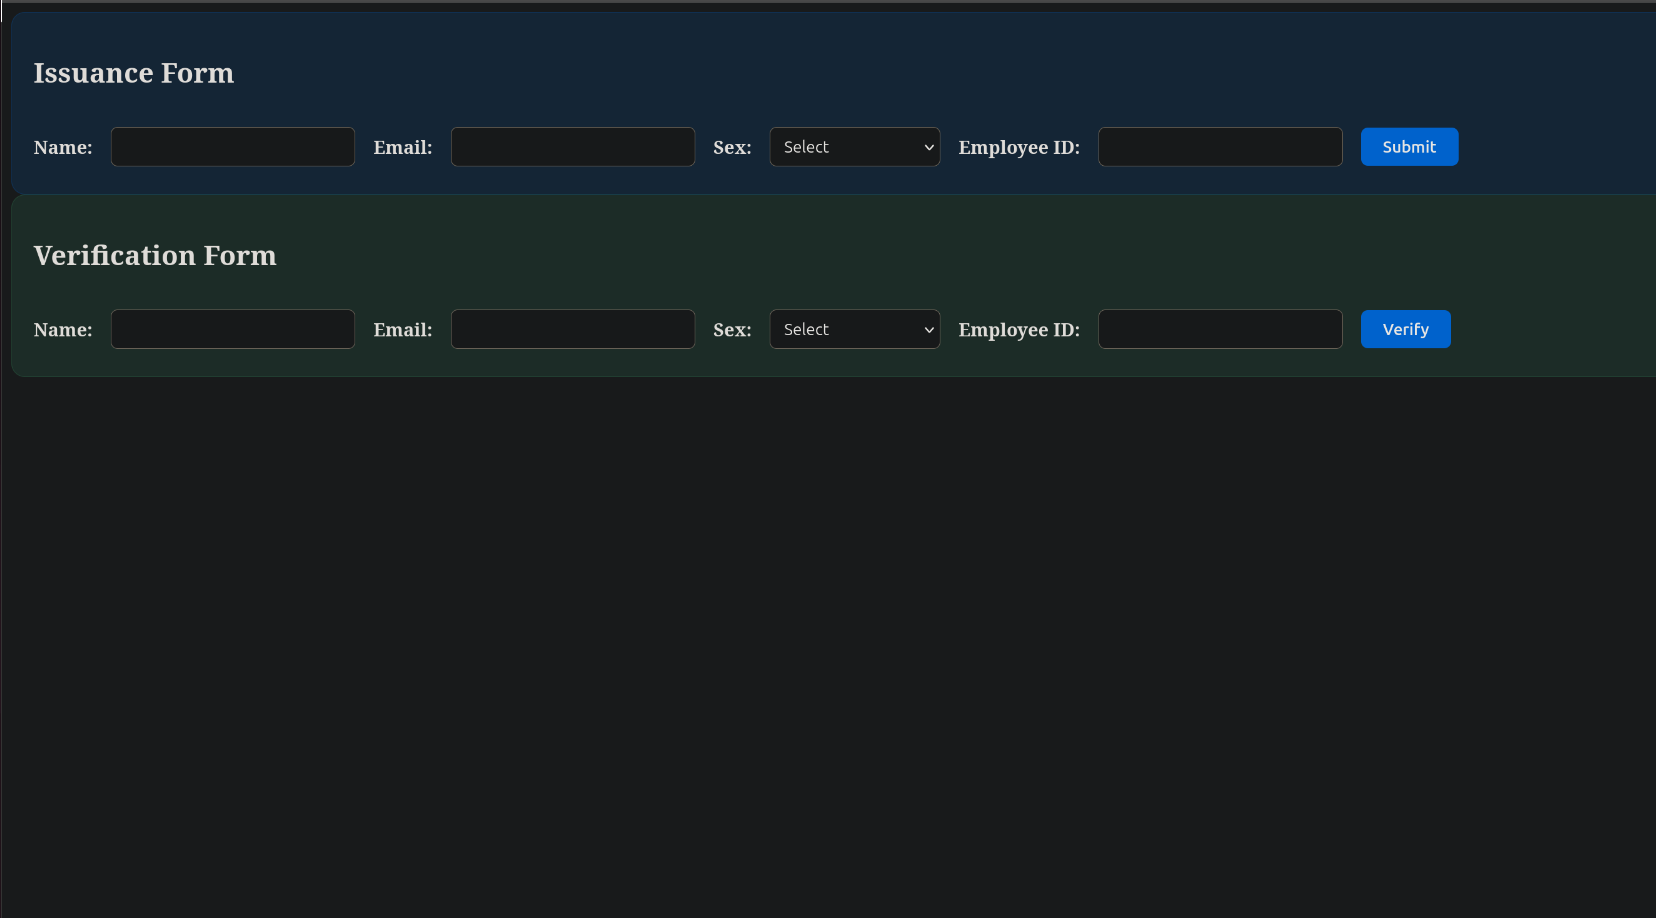 Issuance Form
Name: Email: Sex: Select Employee ID: Submit
Verification Form
Name: Email: Sex: Select Employee ID: Verify